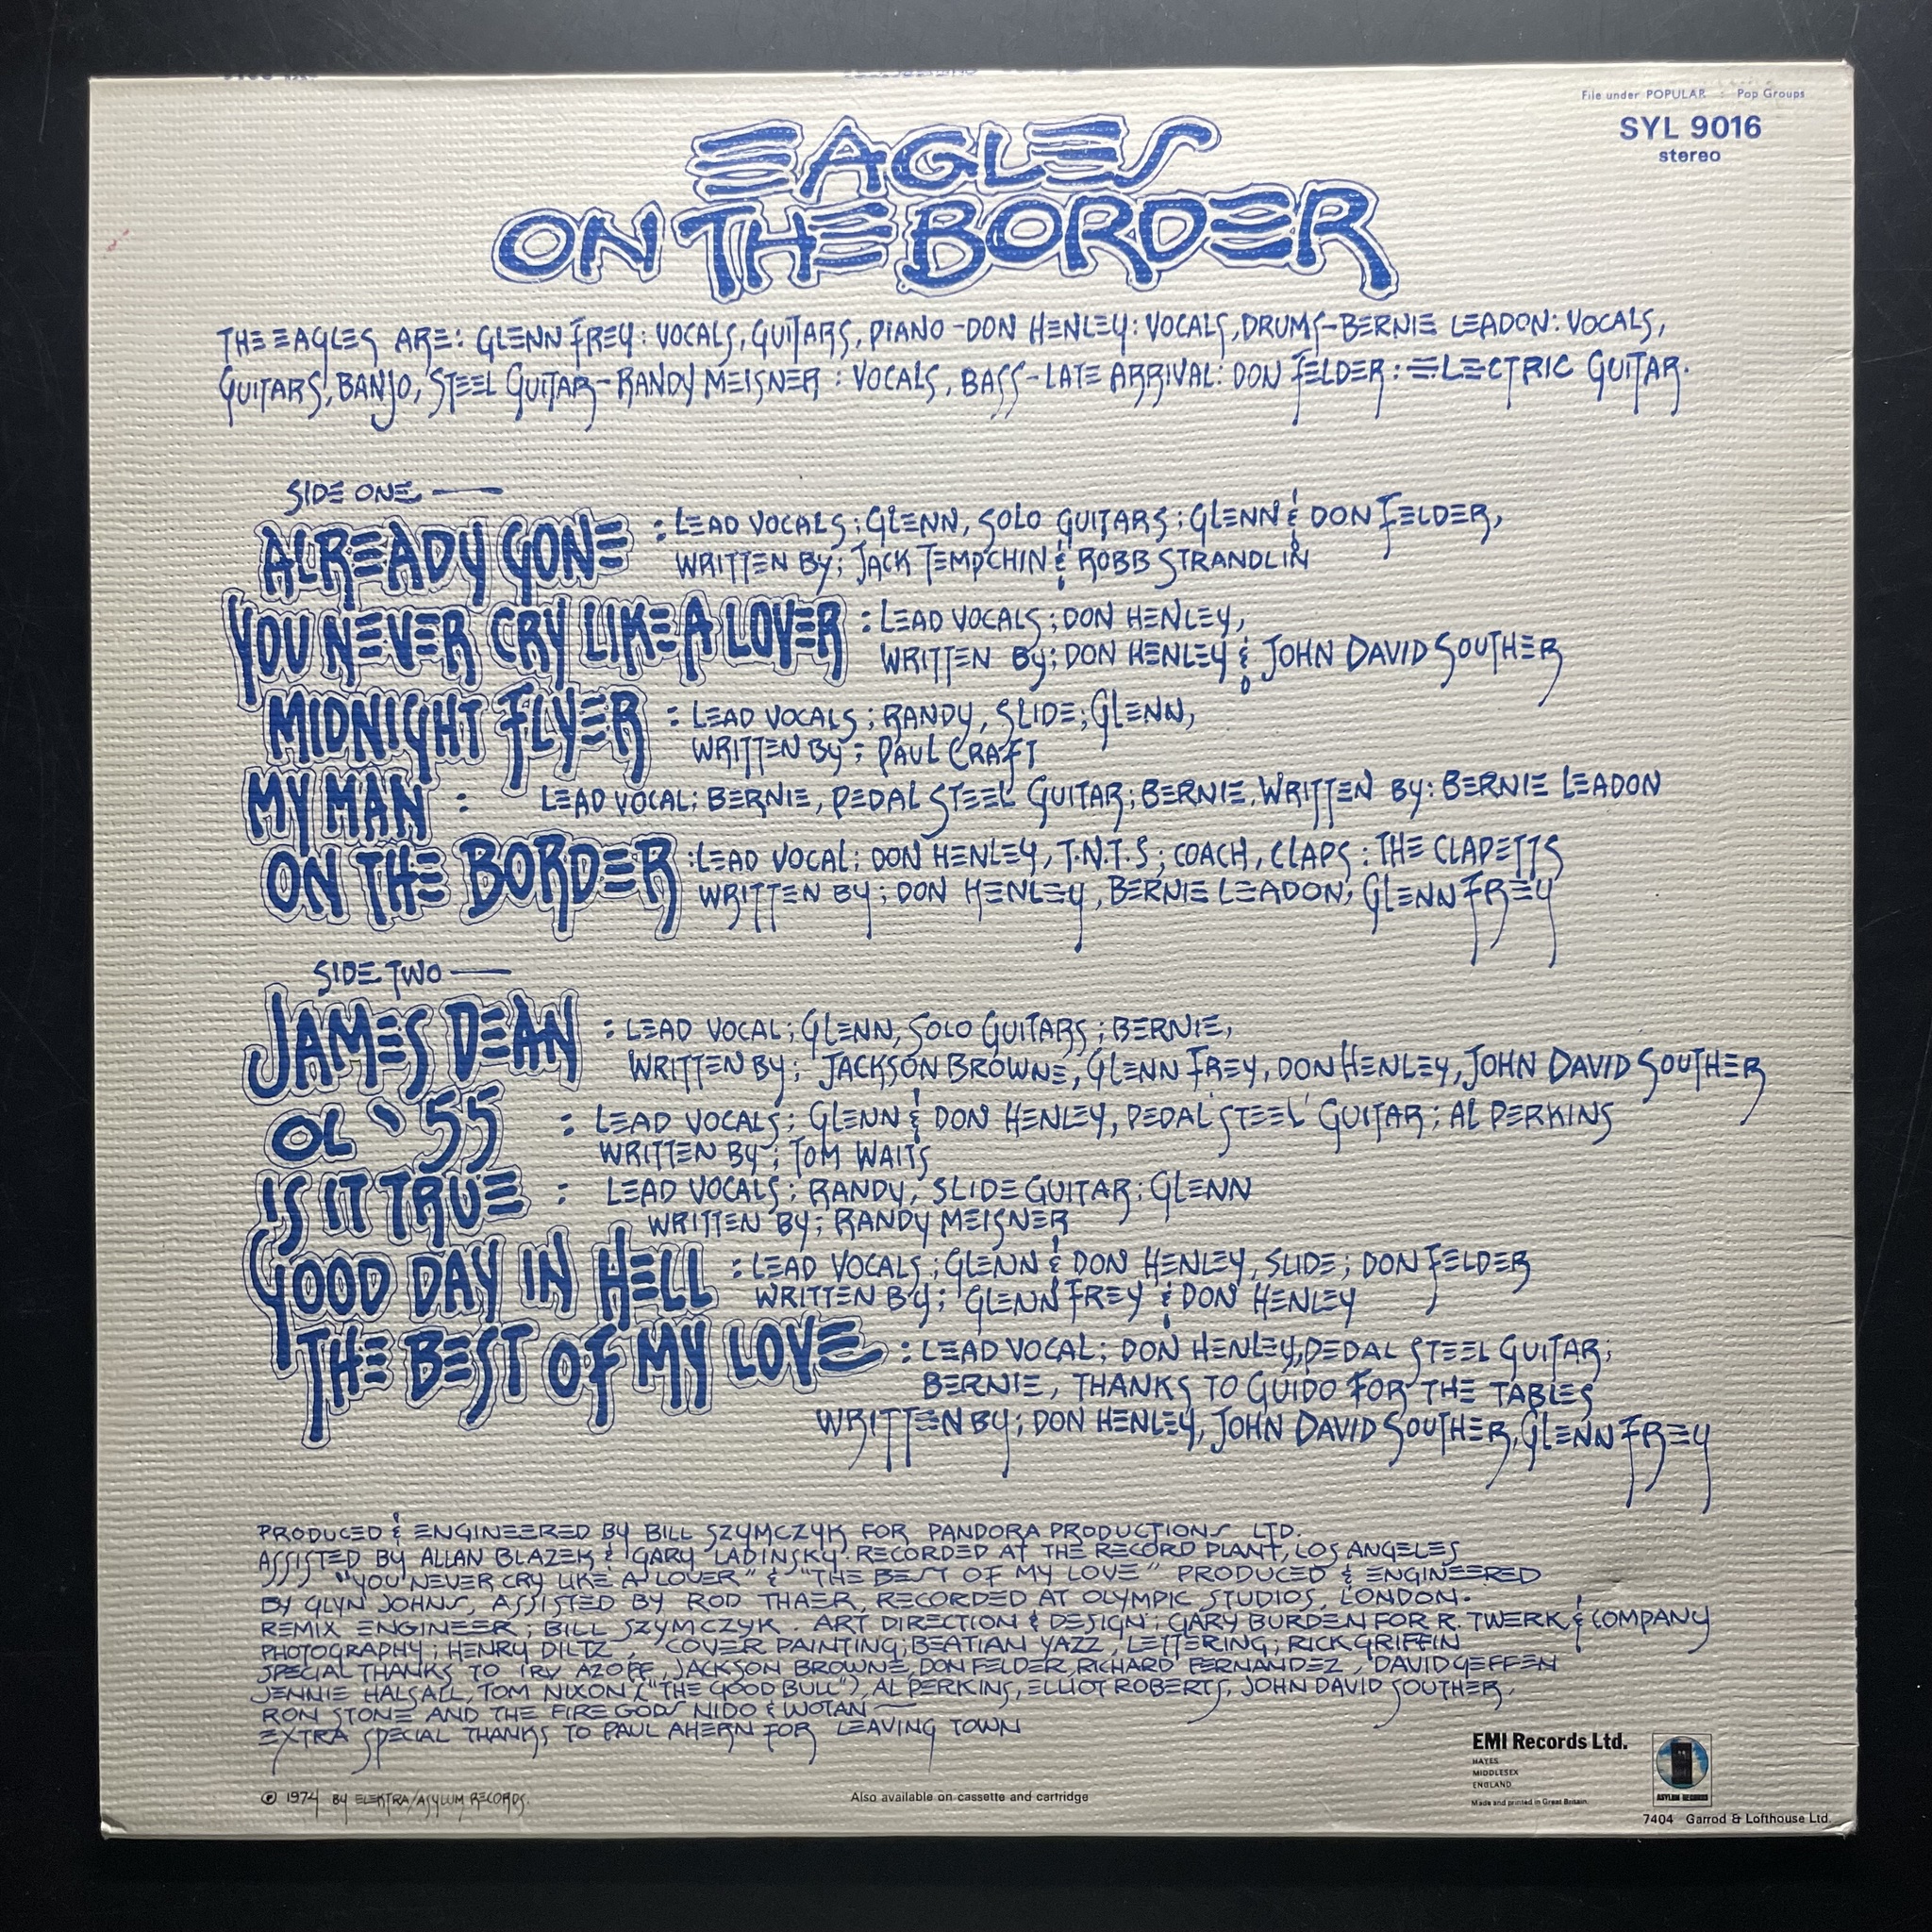 File under POPULAR : Pop Groups
SYL 9016
stereo
EAGLES
ON THE BORDER
THE EAGLES ARE: GLENN FREY: VOCALS, GUITARS, PIANO - DON HENLEY: VOCALS, DRUMS - BERNIE LEADON: VOCALS,
GUITARS, BANJO, STEEL GUITAR - RANDY MEISNER: VOCALS, BASS - LATE ARRIVAL: DON FELDER: ELECTRIC GUITAR.
SIDE ONE —
ALREADY GONE : LEAD VOCALS; GLENN, SOLO GUITARS; GLENN & DON FELDER,
WRITTEN BY; JACK TEMPCHIN & ROBB STRANDLIN
YOU NEVER CRY LIKE A LOVER : LEAD VOCALS; DON HENLEY,
WRITTEN BY; DON HENLEY & JOHN DAVID SOUTHER
MIDNIGHT FLYER : LEAD VOCALS; RANDY, SLIDE; GLENN,
WRITTEN BY; PAUL CRAFT
MY MAN : LEAD VOCAL; BERNIE, PEDAL STEEL GUITAR; BERNIE, WRITTEN BY: BERNIE LEADON
ON THE BORDER : LEAD VOCAL; DON HENLEY, T.N.T.S; COACH, CLAPS: THE CLAPETTS
WRITTEN BY; DON HENLEY, BERNIE LEADON, GLENN FREY
SIDE TWO —
JAMES DEAN : LEAD VOCAL; GLENN, SOLO GUITARS; BERNIE,
WRITTEN BY; JACKSON BROWNE, GLENN FREY, DON HENLEY, JOHN DAVID SOUTHER
OL '55 : LEAD VOCALS; GLENN & DON HENLEY, PEDAL STEEL GUITAR; AL PERKINS
WRITTEN BY; TOM WAITS
IS IT TRUE : LEAD VOCALS; RANDY, SLIDE GUITAR: GLENN
WRITTEN BY; RANDY MEISNER
GOOD DAY IN HELL : LEAD VOCALS; GLENN & DON HENLEY, SLIDE; DON FELDER
WRITTEN BY; GLENN FREY & DON HENLEY
THE BEST OF MY LOVE : LEAD VOCAL; DON HENLEY, PEDAL STEEL GUITAR;
BERNIE, THANKS TO GUIDO FOR THE TABLES
WRITTEN BY; DON HENLEY, JOHN DAVID SOUTHER, GLENN FREY
PRODUCED & ENGINEERED BY BILL SZYMCZYK FOR PANDORA PRODUCTIONS LTD.
ASSISTED BY ALLAN BLAZEK & GARY LADINSKY. RECORDED AT THE RECORD PLANT, LOS ANGELES
"YOU NEVER CRY LIKE A LOVER" & "THE BEST OF MY LOVE" PRODUCED & ENGINEERED
BY GLYN JOHNS, ASSISTED BY ROD THAER, RECORDED AT OLYMPIC STUDIOS, LONDON.
REMIX ENGINEER; BILL SZYMCZYK. ART DIRECTION & DESIGN; GARY BURDEN FOR R. TWERK & COMPANY
PHOTOGRAPHY; HENRY DILTZ, COVER PAINTING; BEATIAN YAZZ, LETTERING; RICK GRIFFIN
SPECIAL THANKS TO IRV AZOFF, JACKSON BROWNE, DON FELDER, RICHARD FERNANDEZ, DAVID GEFFEN
JENNIE HALSALL, TOM NIXON ("THE GOOD BULL"), AL PERKINS, ELLIOT ROBERTS, JOHN DAVID SOUTHER,
RON STONE AND THE FIRE GODS NIDO & WOTAN —
EXTRA SPECIAL THANKS TO PAUL AHERN FOR LEAVING TOWN
℗ 1974 BY ELEKTRA/ASYLUM RECORDS.
Also available on cassette and cartridge
EMI Records Ltd.
HAYES
MIDDLESEX
ENGLAND
Made and printed in Great Britain.
ASYLUM RECORDS
7404 Garrod & Lofthouse Ltd.